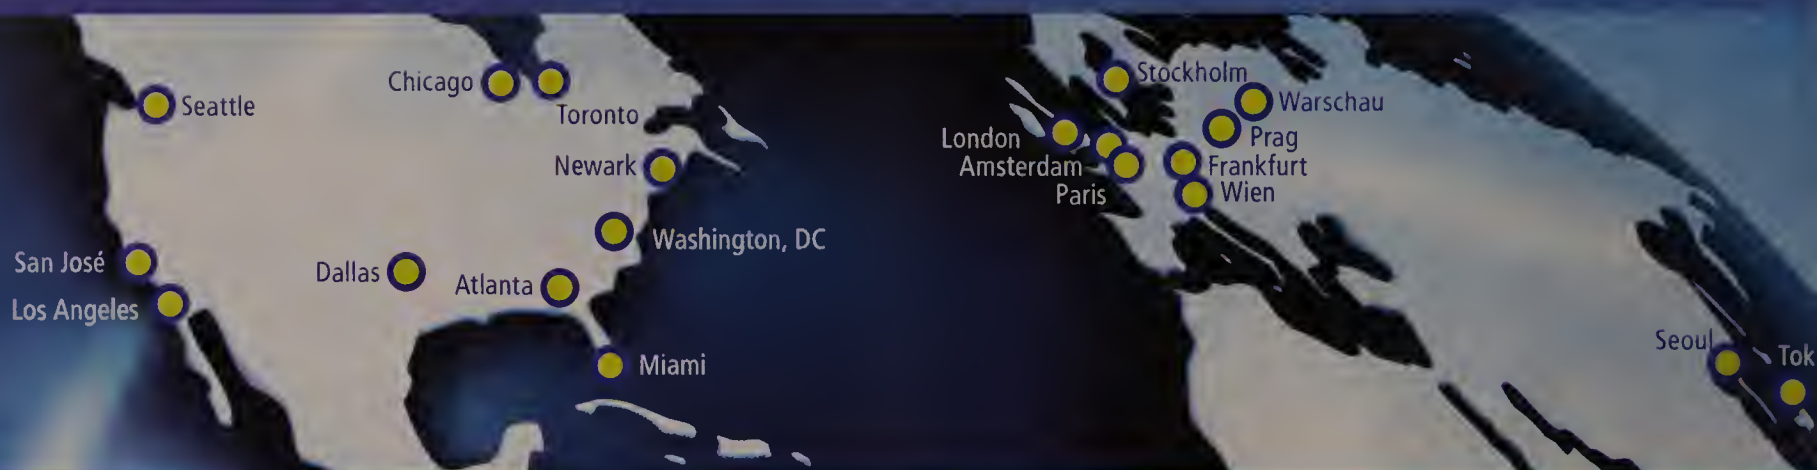 Stockholm
Chicago
Warschau
Seattle
Toronto
London
Prag
Newark
Amsterdam
Frankfurt
Paris
Wien
Washington, DC
San José
Dallas
Atlanta
Los Angeles
Seoul
Tok
Miami